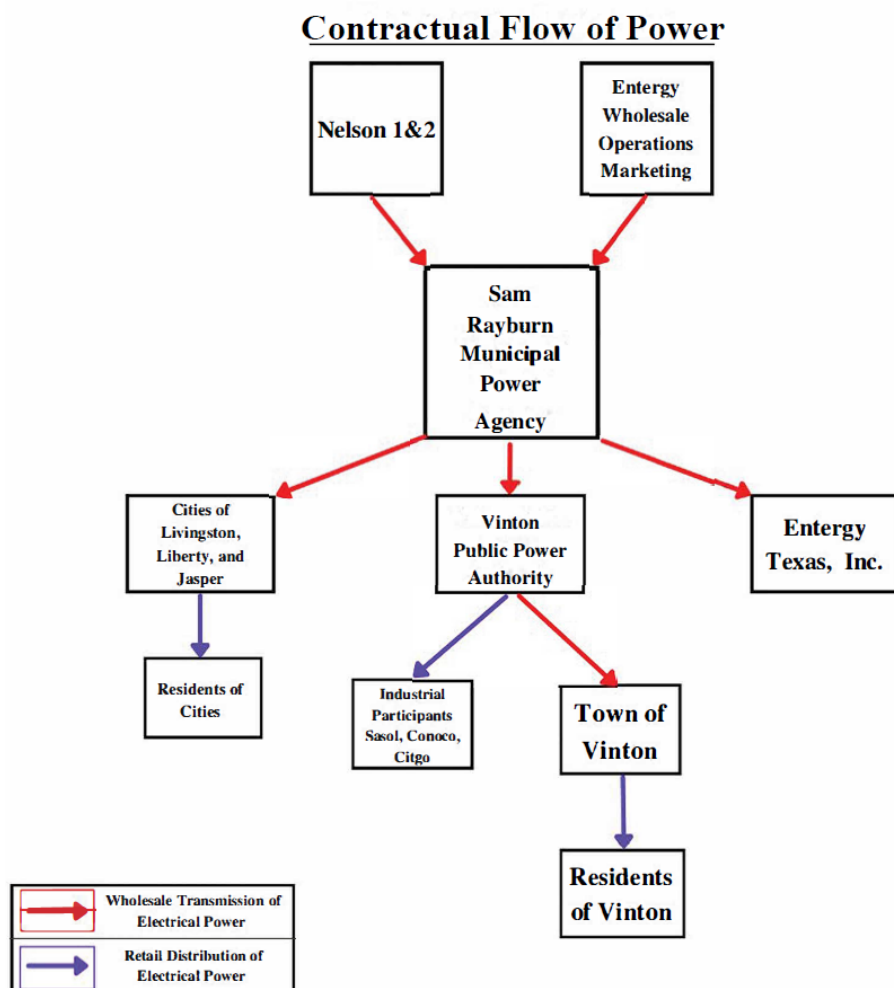 Contractual Flow of Power
Nelson 1&2
Entergy
Wholesale
Operations
Marketing
Sam
Rayburn
Municipal
Power
Agency
Cities of
Livingston,
Liberty, and
Jasper
Vinton
Public Power
Authority
Entergy
Texas, Inc.
Residents of
Cities
Industrial
Participants
Sasol, Conoco,
Citgo
Town of
Vinton
Residents
of Vinton
Wholesale Transmission of
Electrical Power
Retail Distribution of
Electrical Power